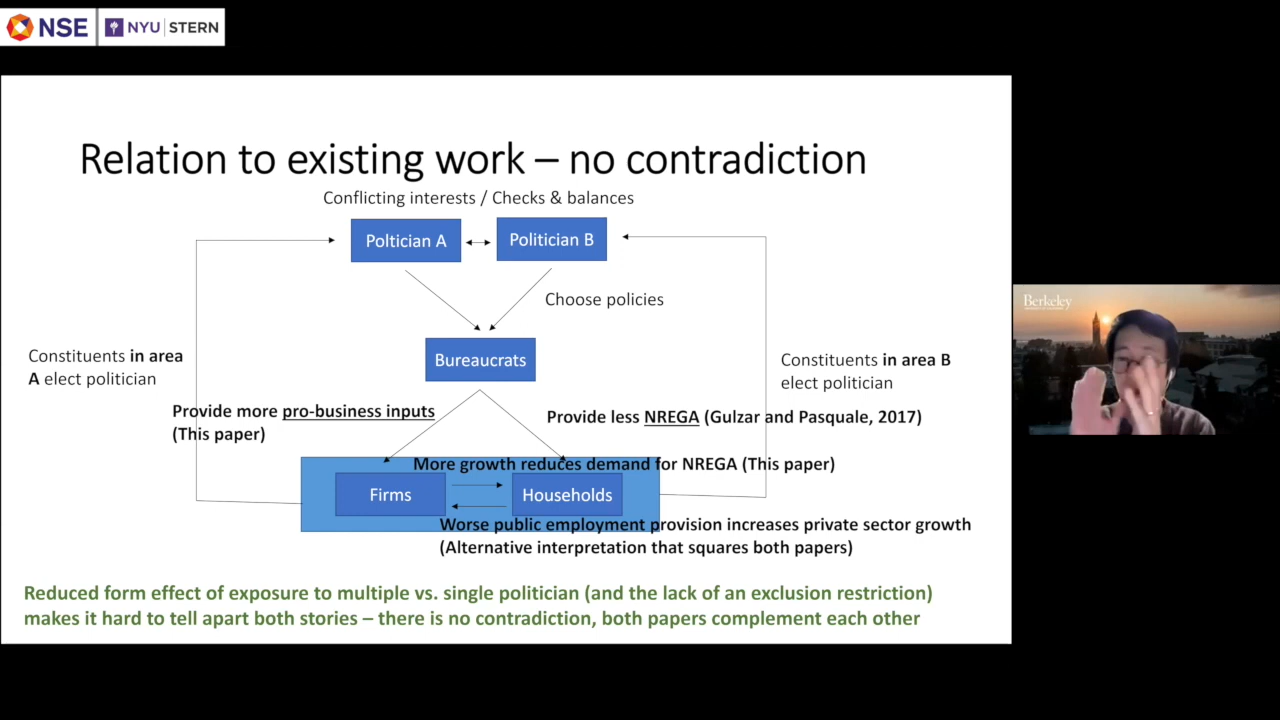 NSE NYU STERN
Relation to existing work – no contradiction
Conflicting interests / Checks & balances
Poltician A
Politician B
Choose policies
Bureaucrats
Constituents in area
A elect politician
Constituents in area B
elect politician
Provide more pro-business inputs
(This paper)
Provide less NREGA (Gulzar and Pasquale, 2017)
More growth reduces demand for NREGA (This paper)
Firms
Households
Worse public employment provision increases private sector growth
(Alternative interpretation that squares both papers)
Reduced form effect of exposure to multiple vs. single politician (and the lack of an exclusion restriction)
makes it hard to tell apart both stories – there is no contradiction, both papers complement each other
Berkeley